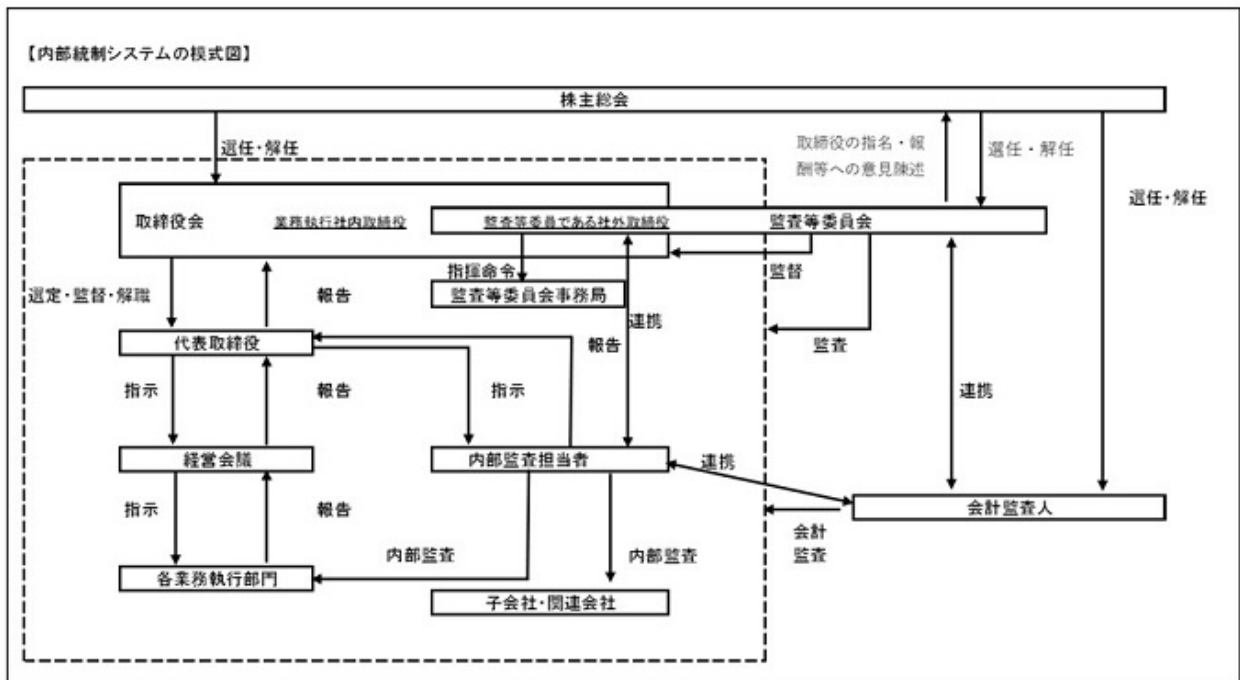 【内部統制システムの模式図】
株主総会
選任・解任
取締役の指名・報
酬等への意見陳述
選任・解任
選任・解任
取締役会
業務執行社内取締役
監査等委員である社外取締役
監査等委員会
指揮命令
監督
監査等委員会事務局
選定・監督・解職
報告
連携
代表取締役
報告
監査
指示
報告
指示
連携
経営会議
内部監査担当者
連携
指示
報告
会計監査人
会計
監査
内部監査
内部監査
各業務執行部門
子会社・関連会社